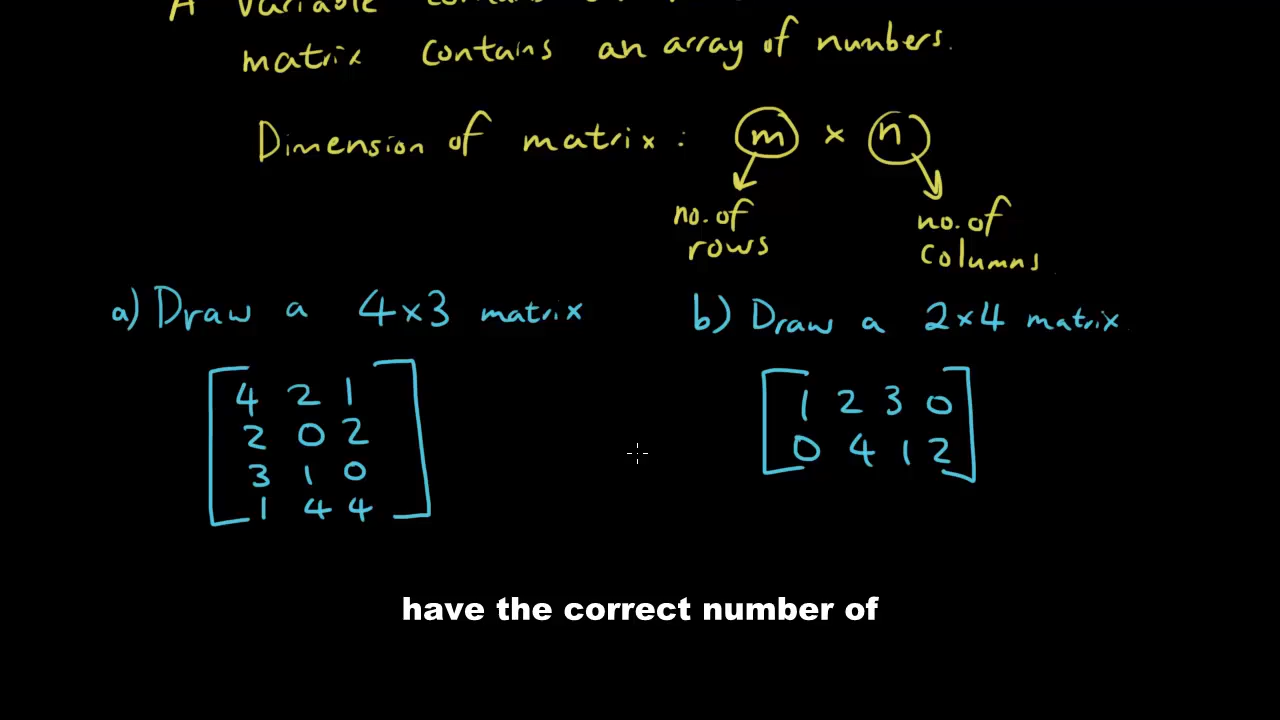 A variable
matrix contains an array of numbers.
Dimension of matrix : m × n
no. of rows
no. of columns
a) Draw a 4×3 matrix
4 2 1
2 0 2
3 1 0
1 4 4
b) Draw a 2×4 matrix.
1 2 3 0
0 4 1 2
have the correct number of